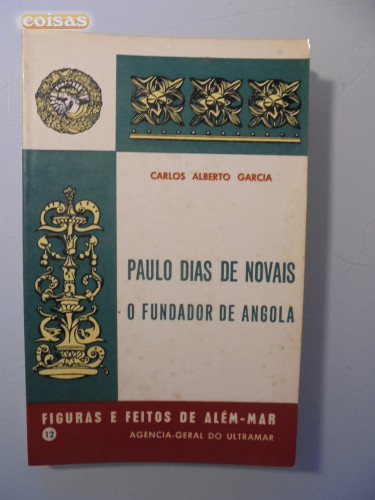 coisas
CARLOS ALBERTO GARCIA
PAULO DIAS DE NOVAIS
O FUNDADOR DE ANGOLA
FIGURAS E FEITOS DE ALÉM-MAR
12 AGENCIA-GERAL DO ULTRAMAR